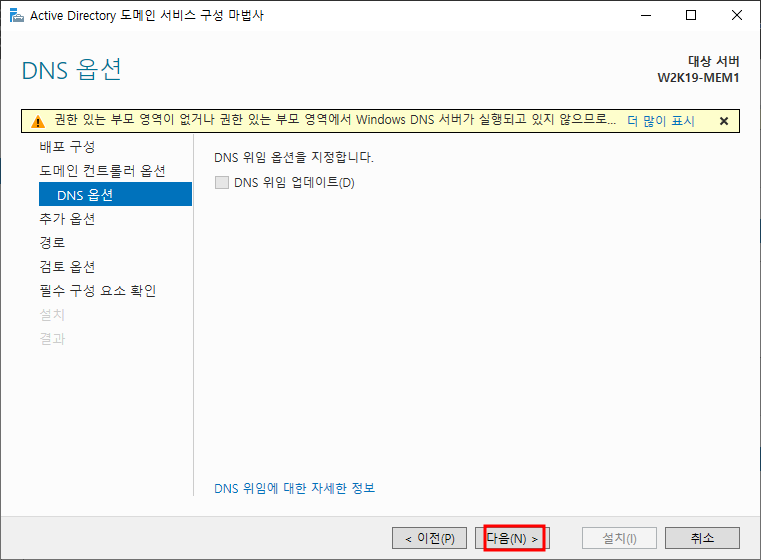 Active Directory 도메인 서비스 구성 마법사
DNS 옵션
대상 서버
W2K19-MEM1
권한 있는 부모 영역이 없거나 권한 있는 부모 영역에서 Windows DNS 서버가 실행되고 있지 않으므로... 더 많이 표시
배포 구성
도메인 컨트롤러 옵션
DNS 옵션
추가 옵션
경로
검토 옵션
필수 구성 요소 확인
설치
결과
DNS 위임 옵션을 지정합니다.
DNS 위임 업데이트(D)
DNS 위임에 대한 자세한 정보
< 이전(P)
다음(N) >
설치(I)
취소